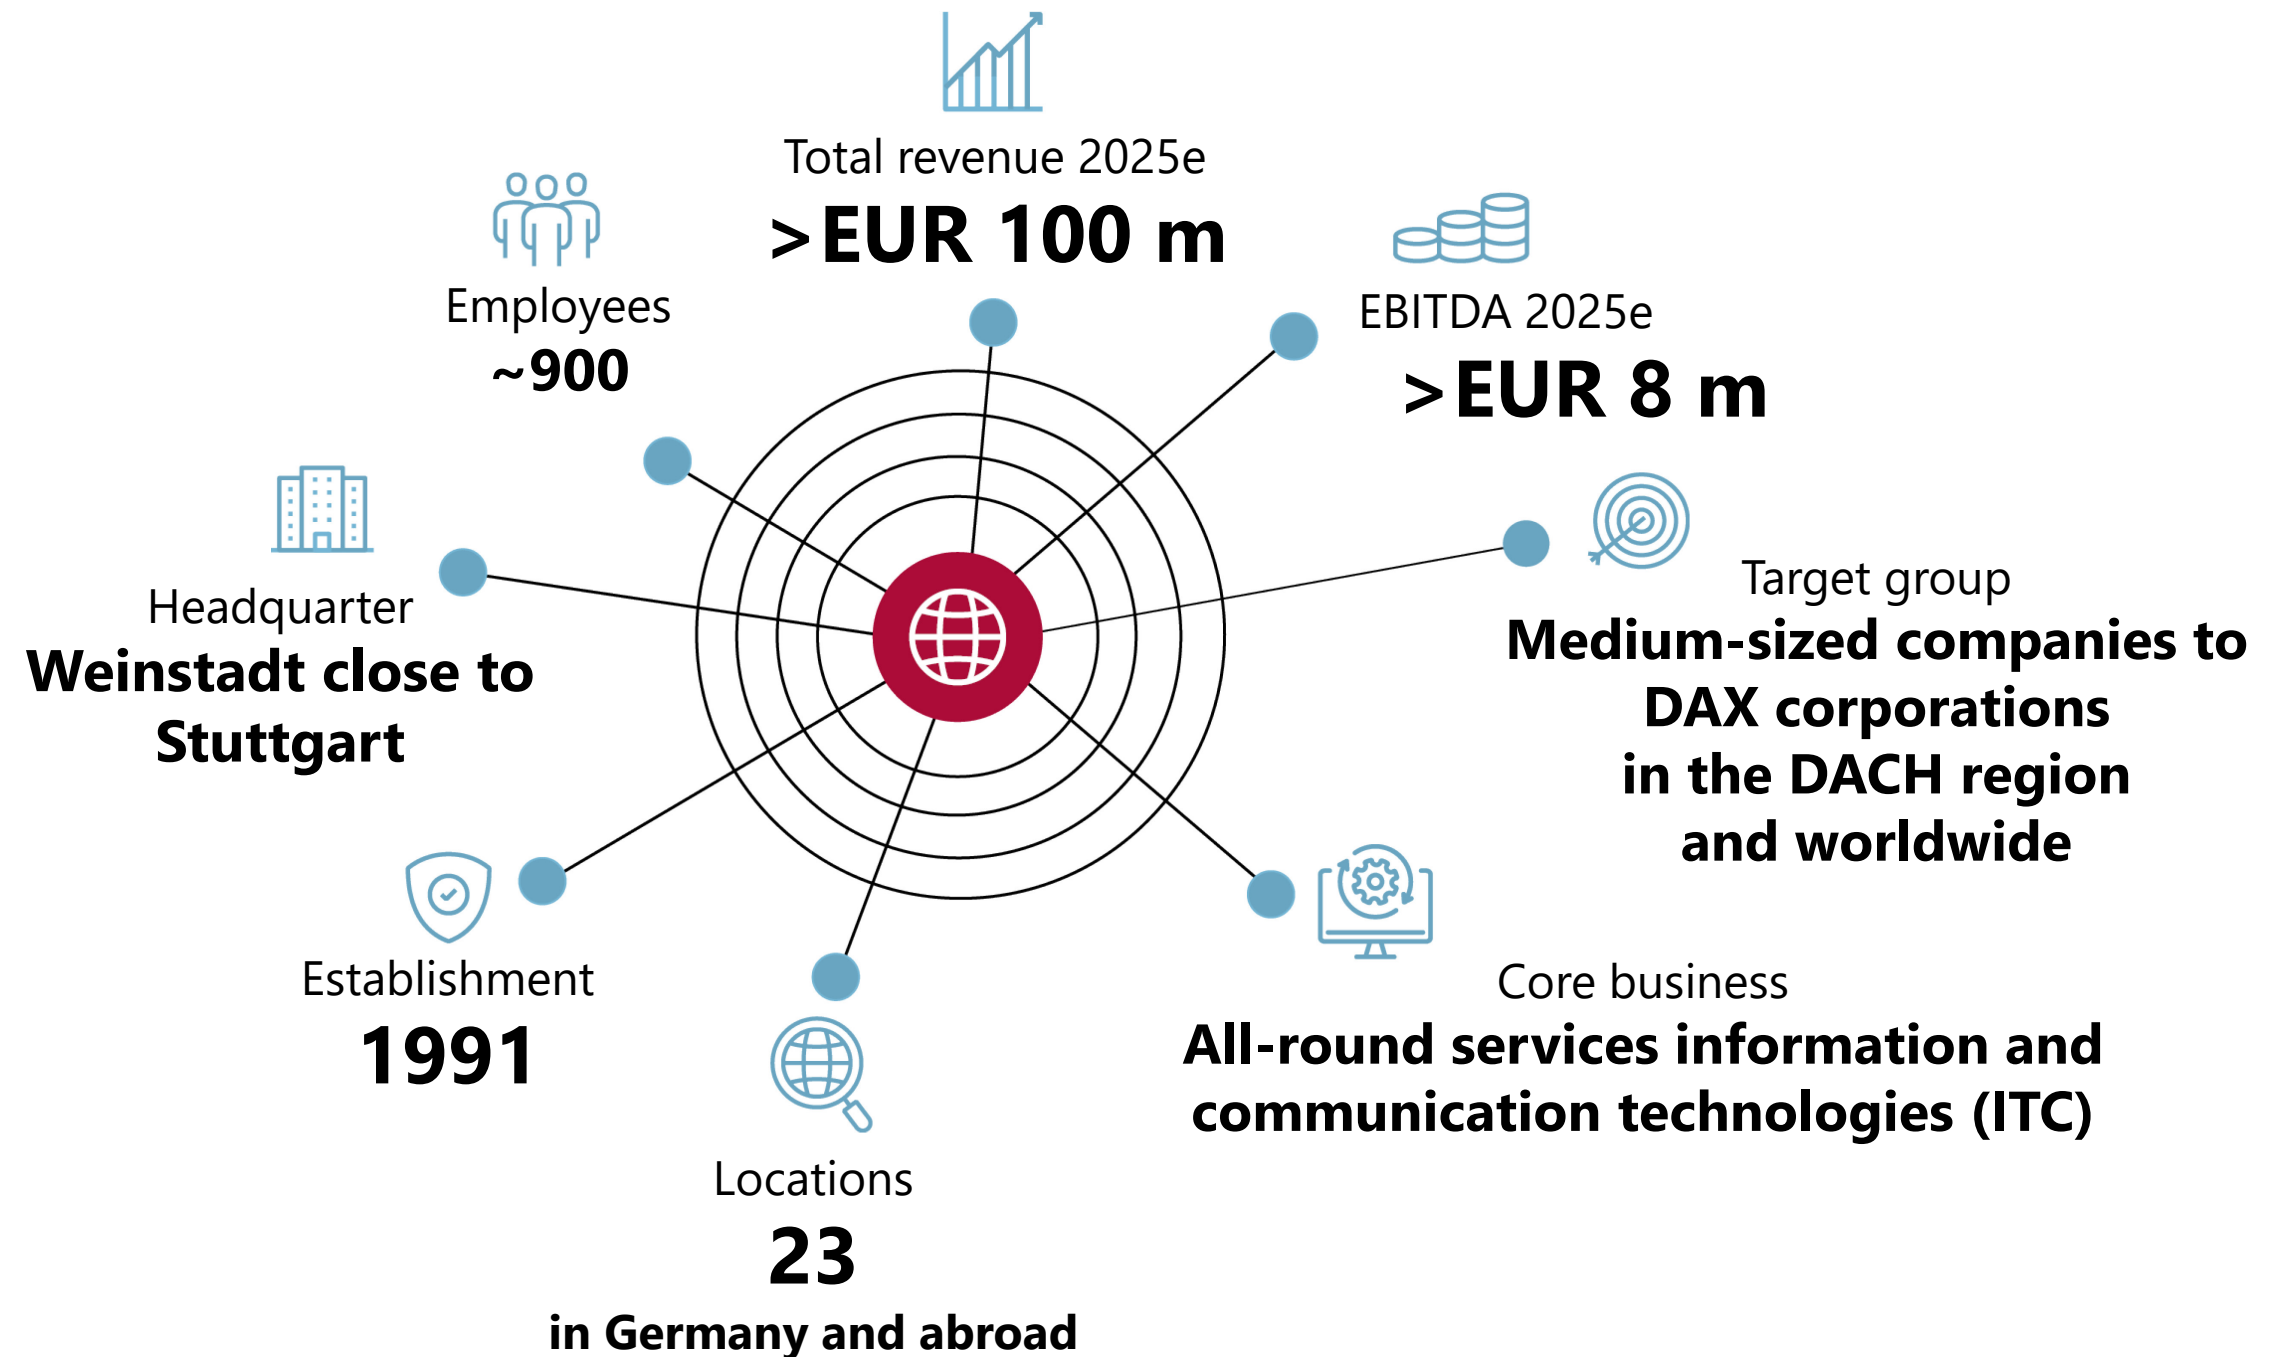 Total revenue 2025e
>EUR 100 m
Employees
~900
EBITDA 2025e
>EUR 8 m
Headquarter
Weinstadt close to
Stuttgart
Target group
Medium-sized companies to
DAX corporations
in the DACH region
and worldwide
Establishment
1991
Core business
All-round services information and
communication technologies (ITC)
Locations
23
in Germany and abroad